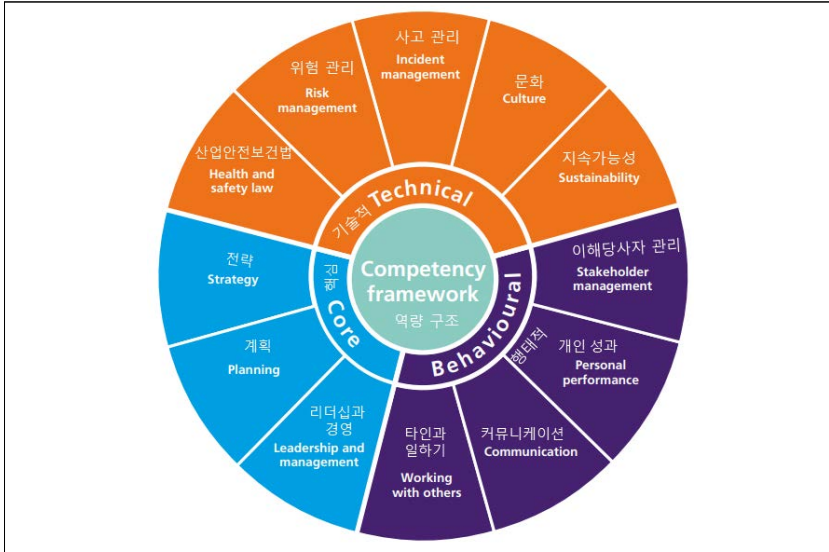 Competency
framework
역량 구조
기술적 Technical
산업안전보건법
Health and
safety law
위험 관리
Risk
management
사고 관리
Incident
management
문화
Culture
지속가능성
Sustainability
행태적 Behavioural
이해당사자 관리
Stakeholder
management
개인 성과
Personal
performance
커뮤니케이션
Communication
타인과
일하기
Working
with others
핵심 Core
리더십과
경영
Leadership and
management
계획
Planning
전략
Strategy